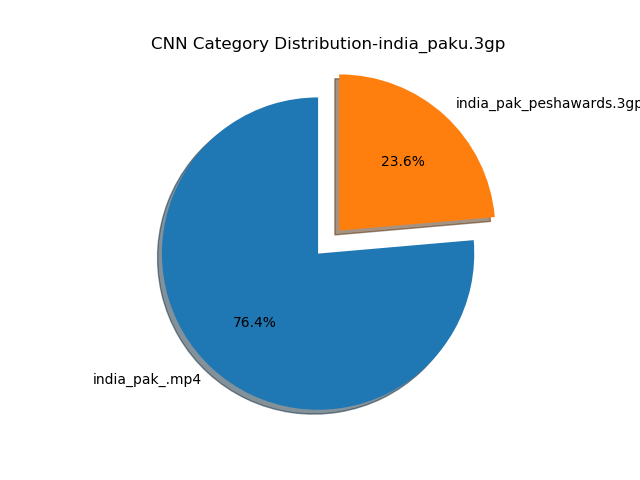 CNN Category Distribution-india_paku.3gp
india_pak_peshawards.3gp
23.6%
76.4%
india_pak_.mp4